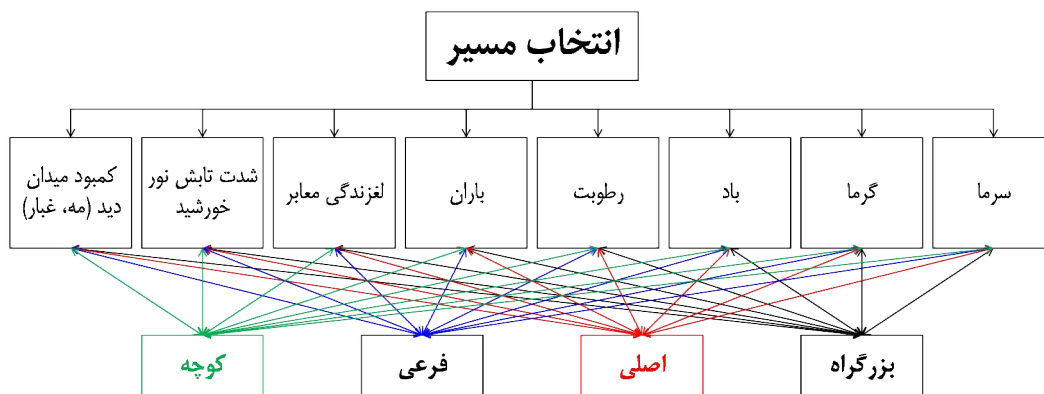 انتخاب مسیر
سرما
گرما
باد
رطوبت
باران
لغزندگی معابر
شدت تابش نور
خورشید
کمبود میدان
دید (مه، غبار)
بزرگراه
اصلی
فرعی
کوچه